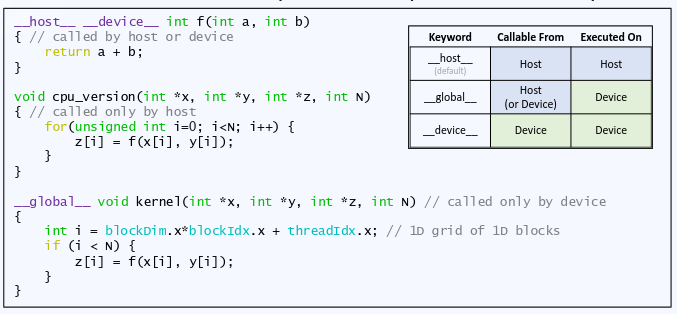 __host__ __device__ int f(int a, int b)
{ // called by host or device
    return a + b;
}
void cpu_version(int *x, int *y, int *z, int N)
{ // called only by host
    for(unsigned int i=0; i<N; i++) {
        z[i] = f(x[i], y[i]);
    }
}
__global__ void kernel(int *x, int *y, int *z, int N) // called only by device
{
    int i = blockDim.x*blockIdx.x + threadIdx.x; // 1D grid of 1D blocks
    if (i < N) {
        z[i] = f(x[i], y[i]);
    }
}
Keyword Callable From Executed On
__host__ Host Host
(default)
__global__ Host Device
(or Device)
__device__ Device Device